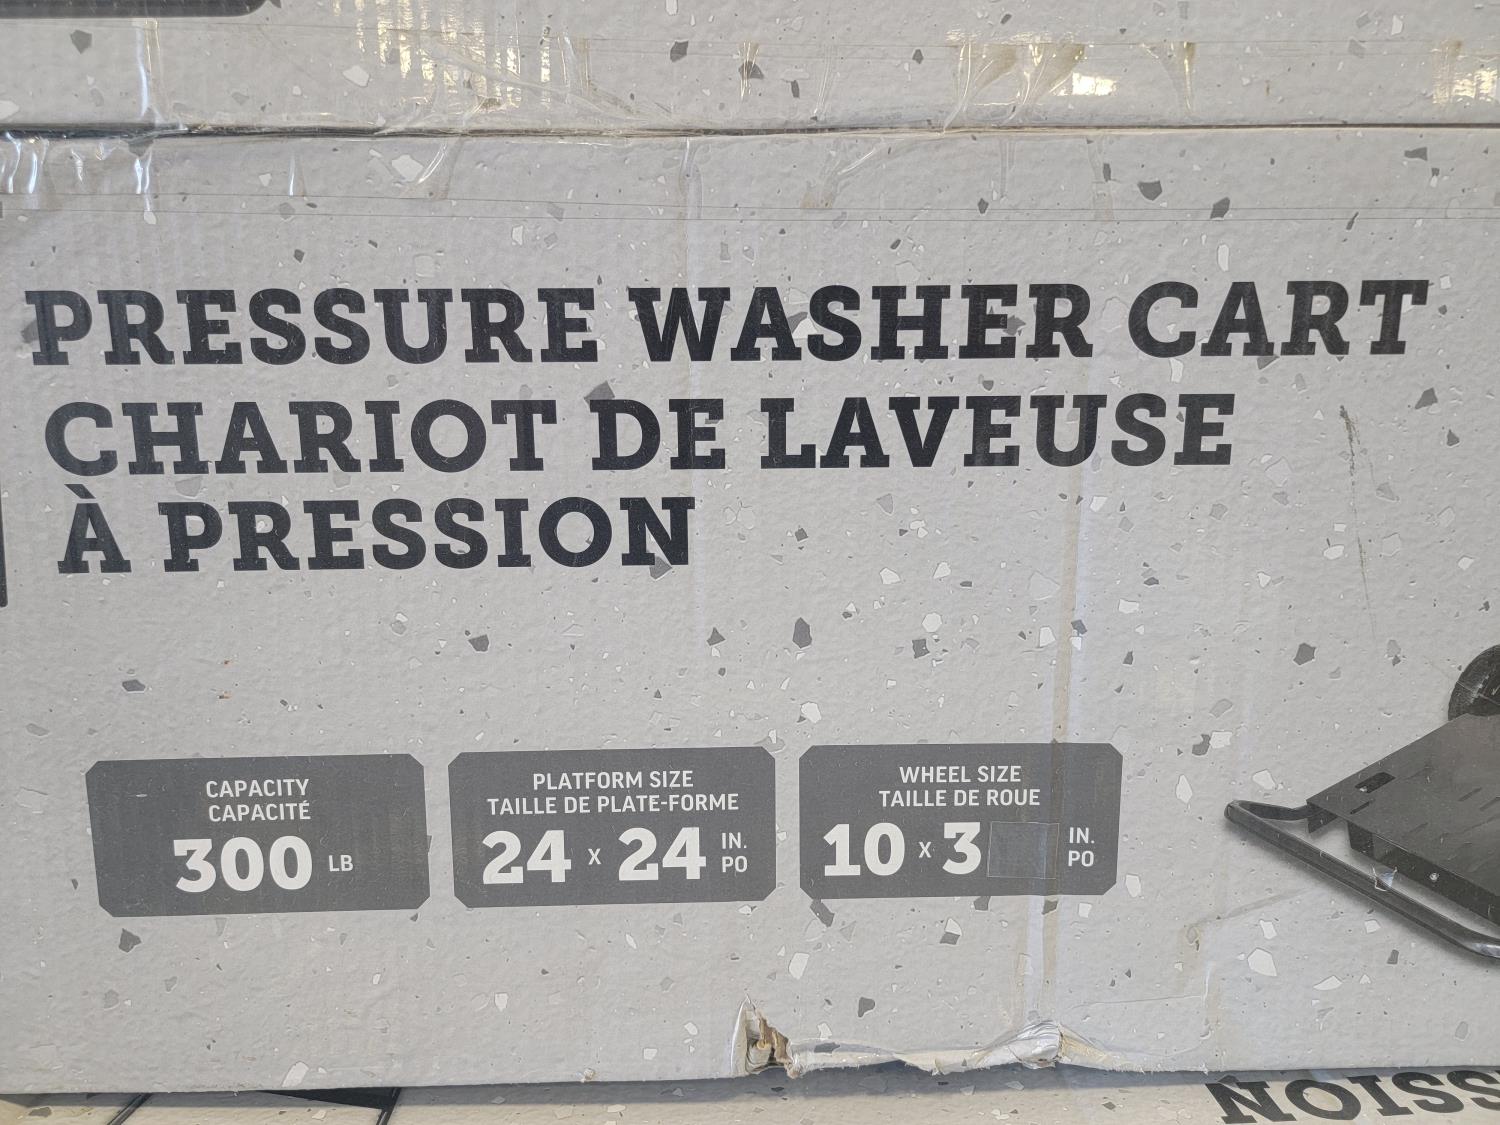 PRESSURE WASHER CART
CHARIOT DE LAVEUSE
À PRESSION
CAPACITY
CAPACITÉ
300 LB
PLATFORM SIZE
TAILLE DE PLATE-FORME
24 x 24 IN.
PO
WHEEL SIZE
TAILLE DE ROUE
10 x 3 IN.
PO